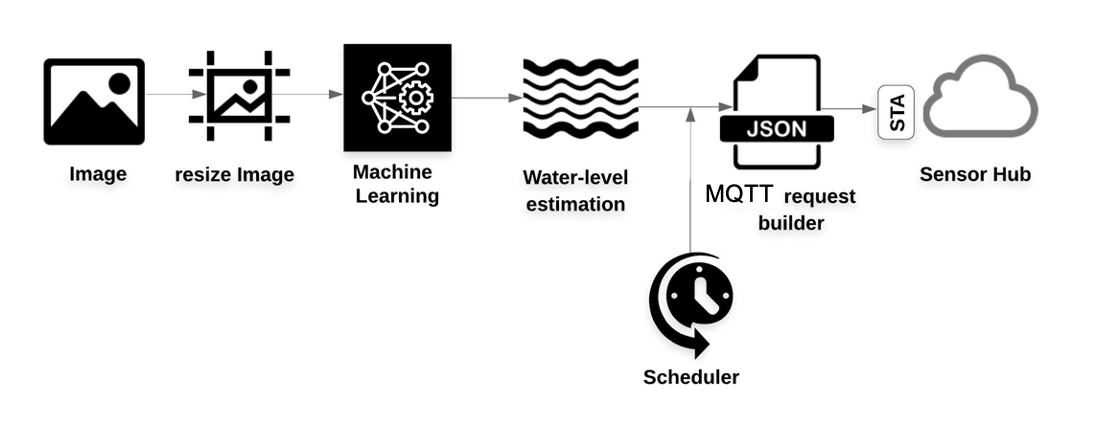 JSON
STA
Image
resize Image
Machine
Learning
Water-level
estimation
MQTT request
builder
Sensor Hub
Scheduler